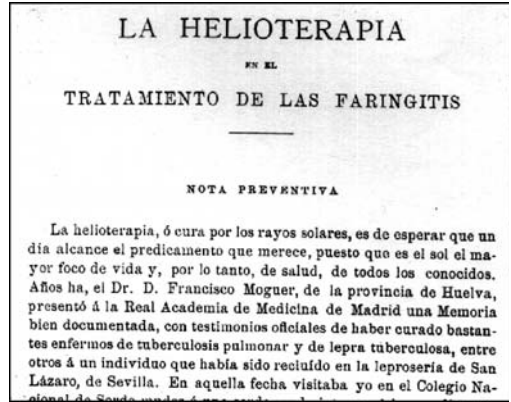 LA HELIOTERAPIA
EN EL
TRATAMIENTO DE LAS FARINGITIS
NOTA PREVENTIVA
La helioterapia, ó cura por los rayos solares, es de esperar que un
día alcance el predicamento que merece, puesto que es el sol el ma-
yor foco de vida y, por lo tanto, de salud, de todos los conocidos.
Años ha, el Dr. D. Francisco Moguer, de la provincia de Huelva,
presentó á la Real Academia de Medicina de Madrid una Memoria
bien documentada, con testimonios oficiales de haber curado bastan-
tes enfermos de tuberculosis pulmonar y de lepra tuberculosa, entre
otros á un individuo que había sido recluído en la leprosería de San
Lázaro, de Sevilla. En aquella fecha visitaba yo en el Colegio Na-
cional de Sordo-mudos á